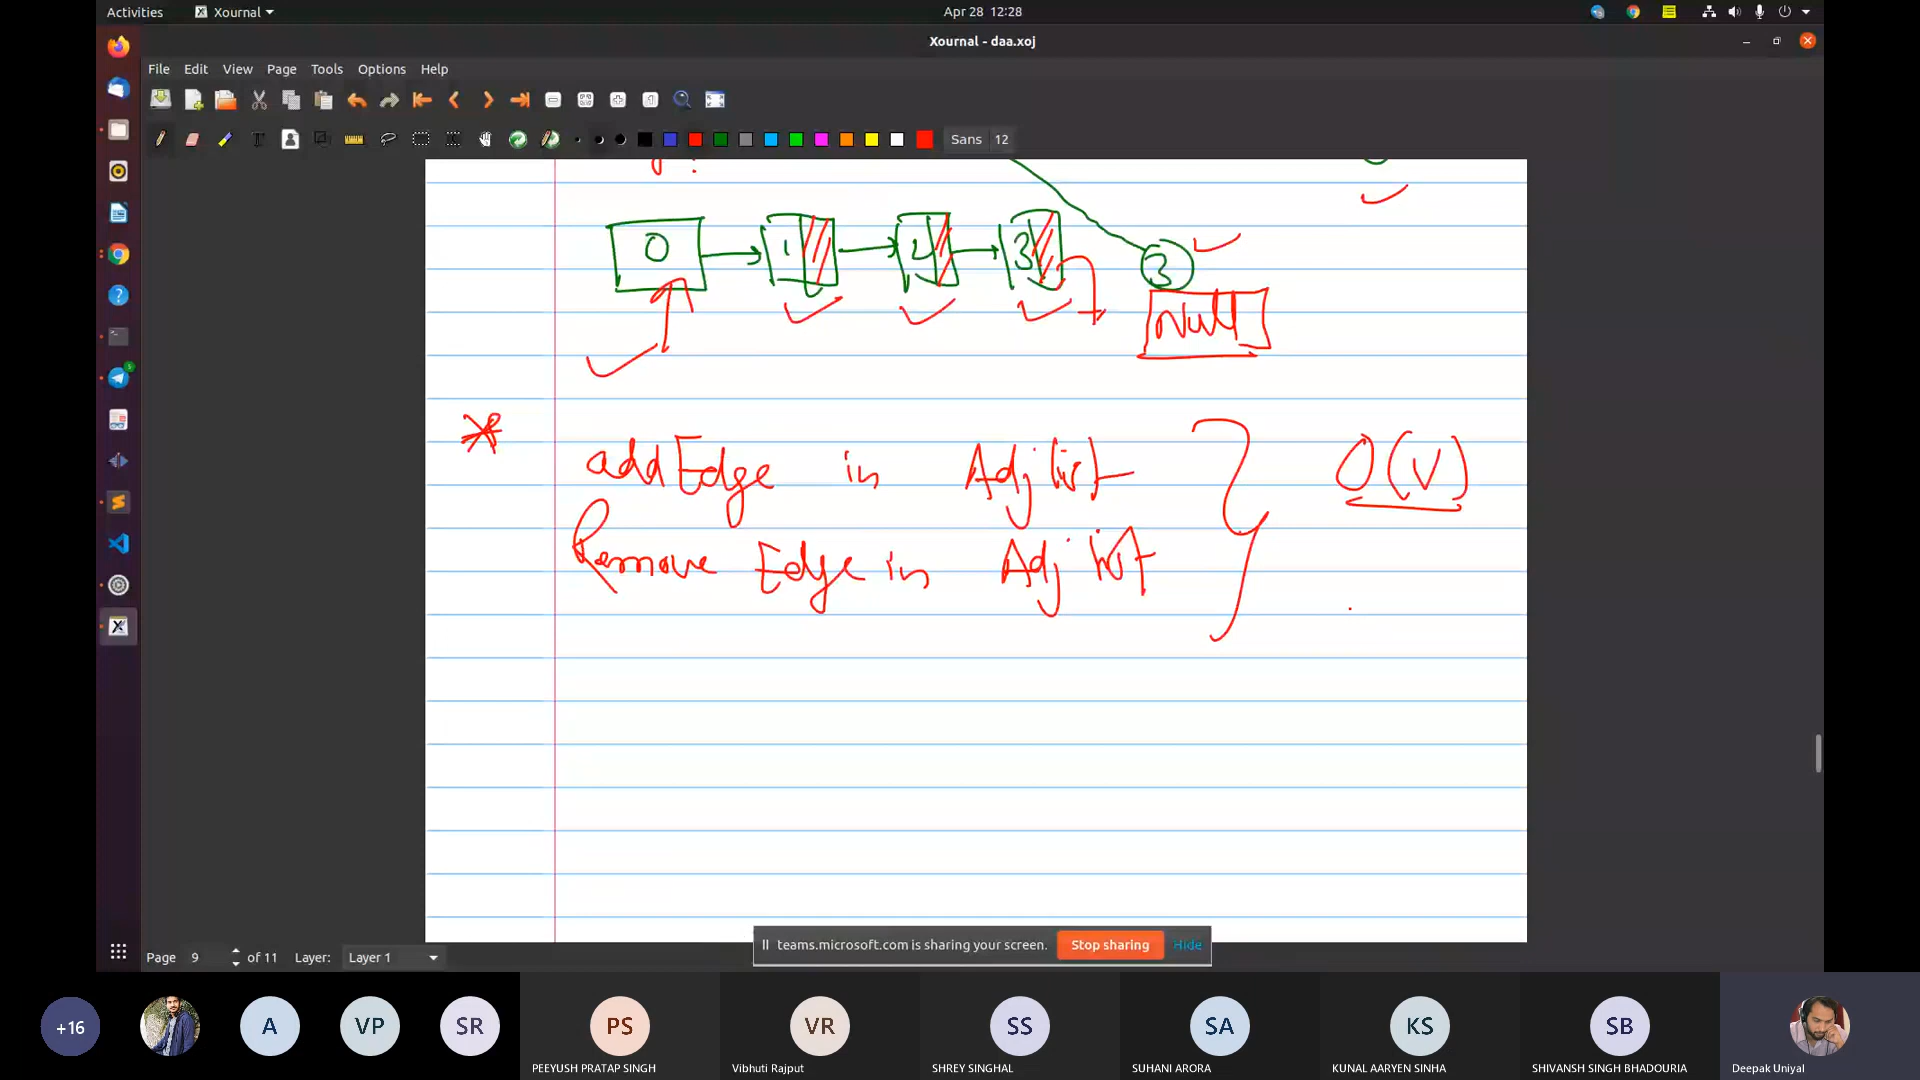 Activities Xournal Apr 28 12:28
Xournal - daa.xoj
File Edit View Page Tools Options Help
Sans 12
0 1 2 3 3
Null
* addEdge in Adj list O(V)
Remove Edge in Adj list
teams.microsoft.com is sharing your screen. Stop sharing Hide
Page 9 of 11 Layer: Layer 1
+16 A VP SR PS VR SS SA KS SB
PEEYUSH PRATAP SINGH Vibhuti Rajput SHREY SINGHAL SUHANI ARORA KUNAL AARYEN SINHA SHIVANSH SINGH BHADOURIA Deepak Uniyal